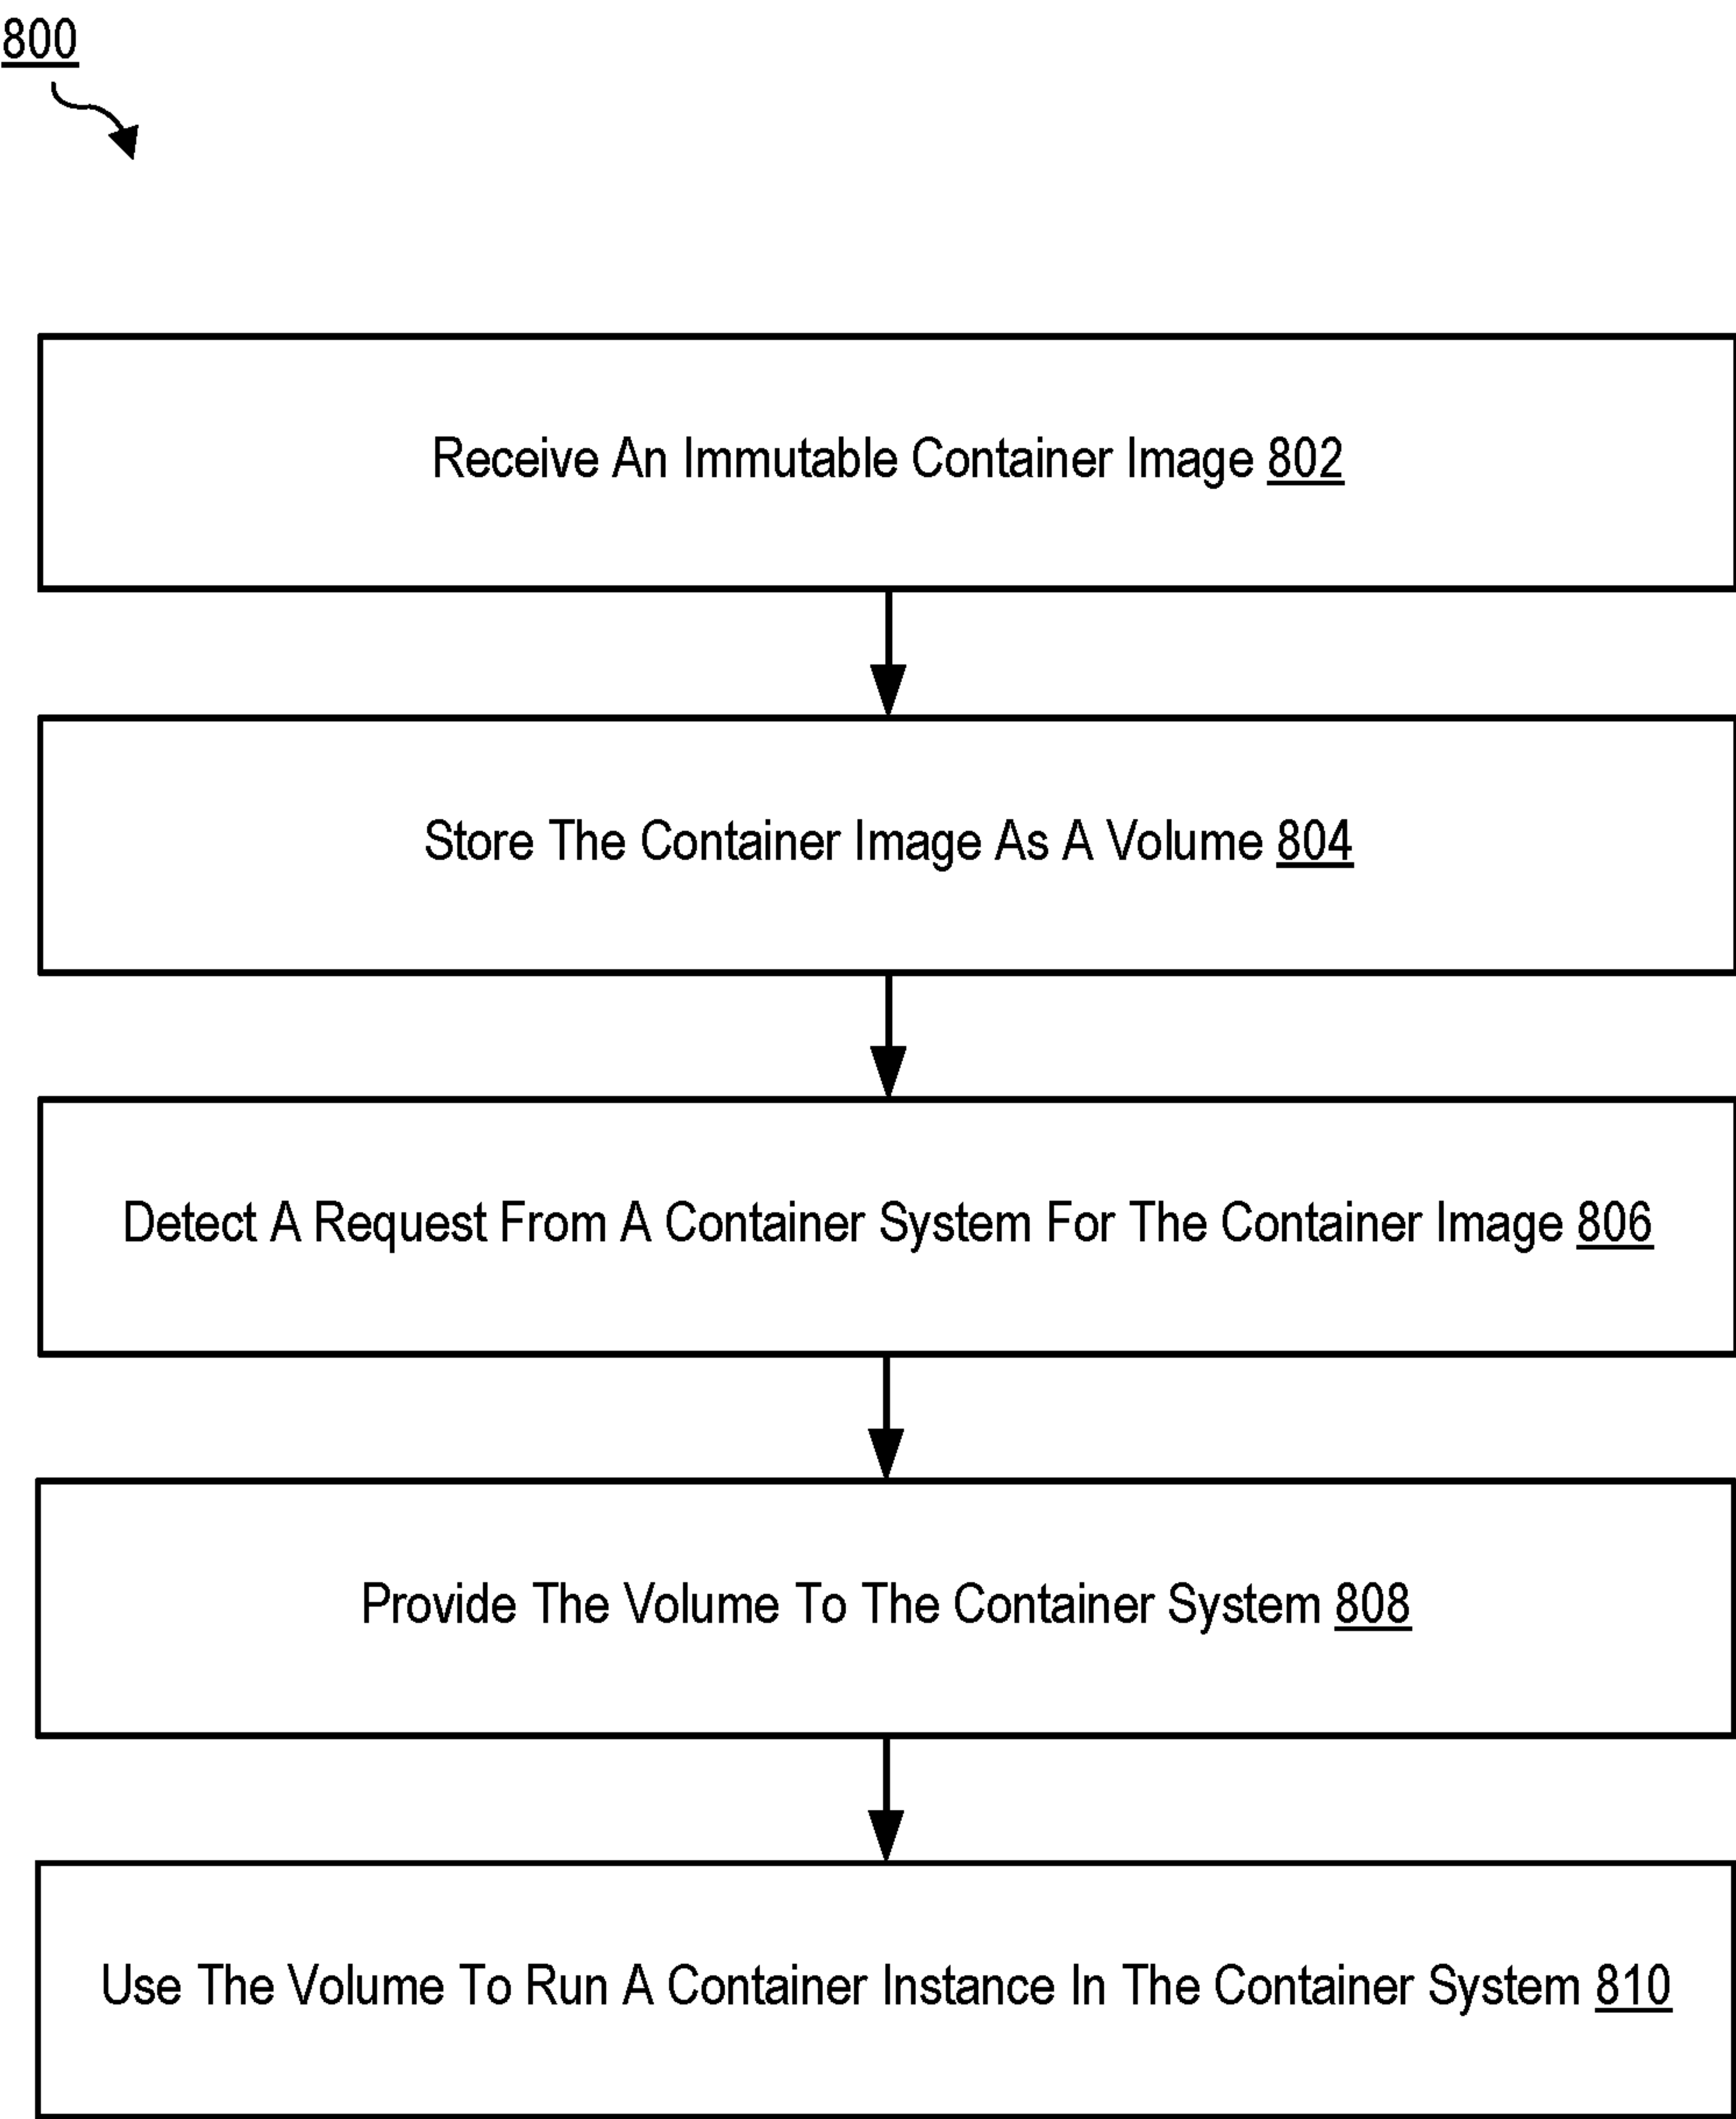 800
Receive An Immutable Container Image 802
Store The Container Image As A Volume 804
Detect A Request From A Container System For The Container Image 806
Provide The Volume To The Container System 808
Use The Volume To Run A Container Instance In The Container System 810